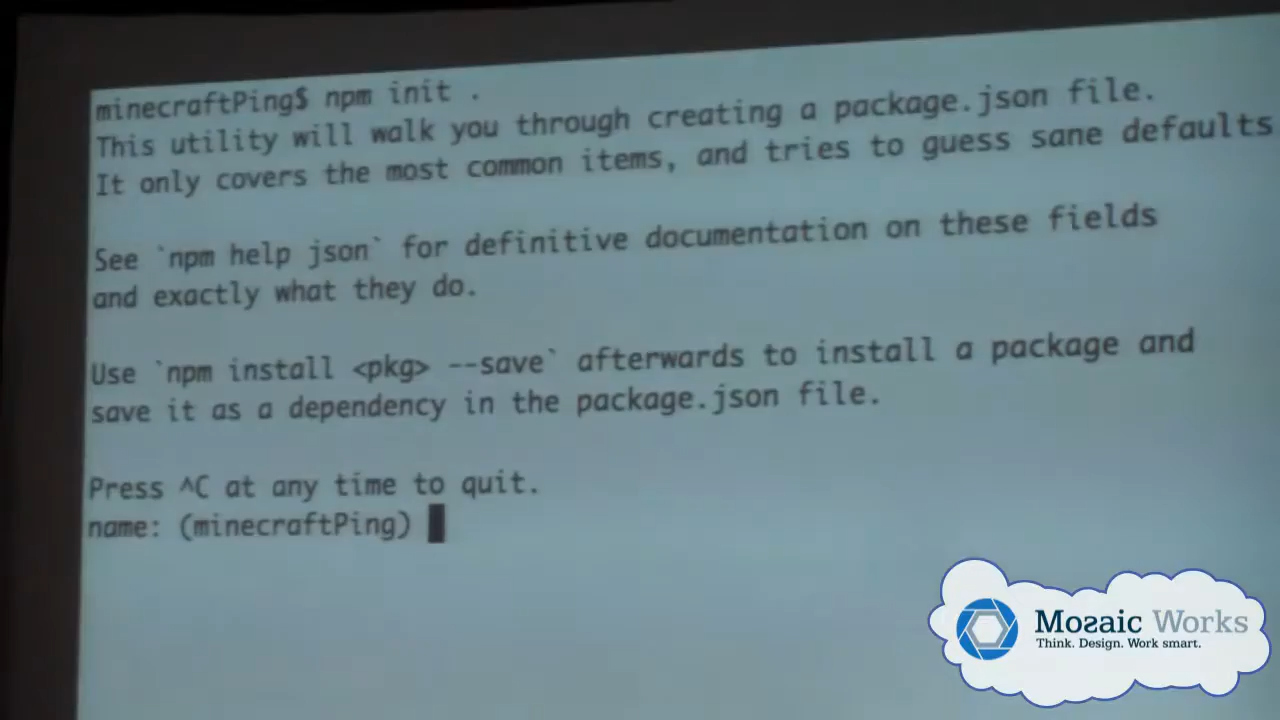 minecraftPing$ npm init .
This utility will walk you through creating a package.json file.
It only covers the most common items, and tries to guess sane defaults
See `npm help json` for definitive documentation on these fields
and exactly what they do.
Use `npm install <pkg> --save` afterwards to install a package and
save it as a dependency in the package.json file.
Press ^C at any time to quit.
name: (minecraftPing)
Mozaic Works
Think. Design. Work smart.